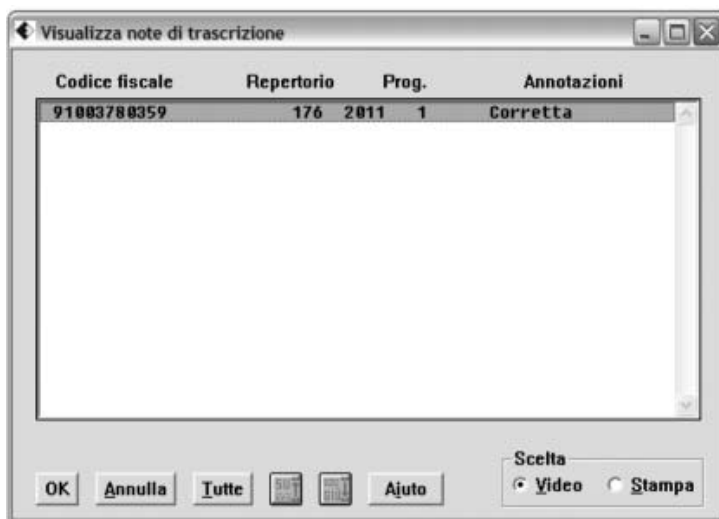 Visualizza note di trascrizione
Codice fiscale Repertorio Prog. Annotazioni
91003780359 176 2011 1 Corretta
Scelta
OK Annulla Tutte Aiuto Video Stampa